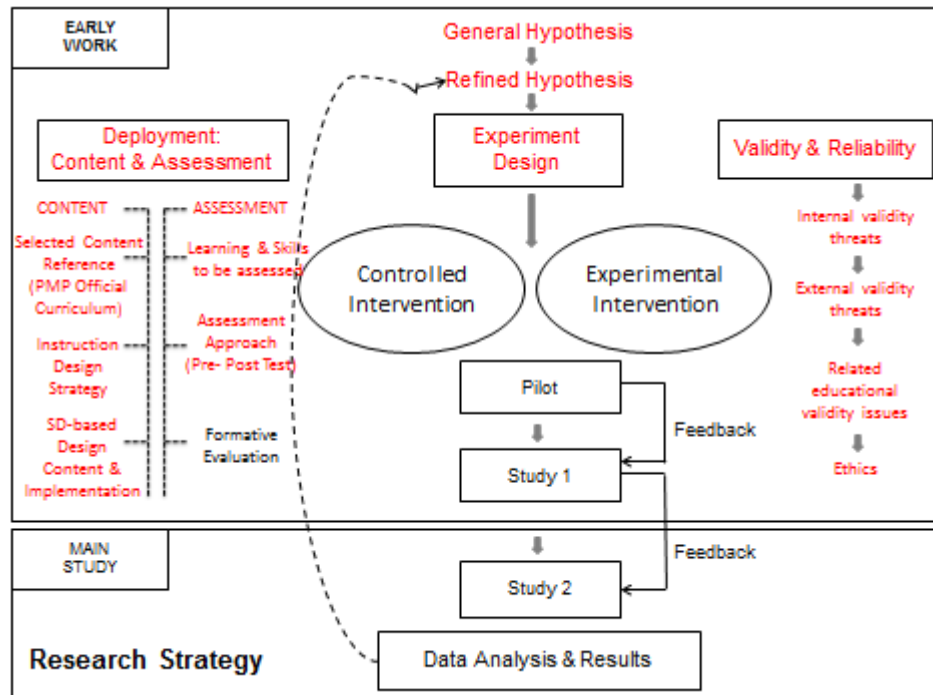 EARLY
WORK
General Hypothesis
Refined Hypothesis
Deployment:
Content & Assessment
Experiment
Design
Validity & Reliability
CONTENT
Selected Content
Reference
(PMP Official
Curriculum)
Instruction
Design
Strategy
SD-based
Design
Content &
Implementation
ASSESSMENT
Learning & Skills
to be assessed
Assessment
Approach
(Pre- Post Test)
Formative
Evaluation
Controlled
Intervention
Experimental
Intervention
Internal validity
threats
External validity
threats
Related
educational
validity issues
Ethics
Pilot
Feedback
Study 1
MAIN
STUDY
Feedback
Study 2
Research Strategy
Data Analysis & Results